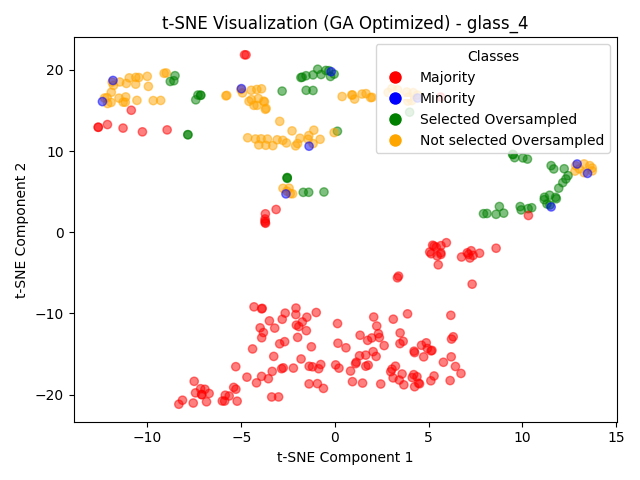 t-SNE Visualization (GA Optimized) - glass_4
Classes
Majority
Minority
Selected Oversampled
Not selected Oversampled
t-SNE Component 2
20
10
0
−10
−20
−10
−5
0
5
10
15
t-SNE Component 1